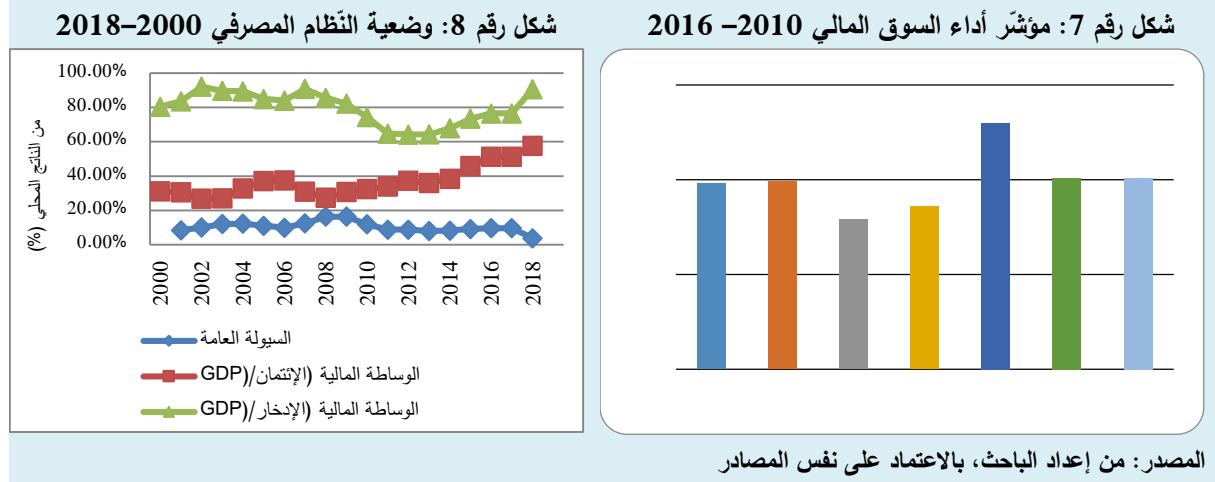 شكل رقم 7: مؤشّر أداء السوق المالي 2010– 2016
شكل رقم 8: وضعية النّظام المصرفي 2000–2018
من الناتج المحلي (%)
100.00%
80.00%
60.00%
40.00%
20.00%
0.00%
2000
2002
2004
2006
2008
2010
2012
2014
2016
2018
السيولة العامة
الوساطة المالية (الإئتمان/(GDP
الوساطة المالية (الإدخار/(GDP
المصدر: من إعداد الباحث، بالاعتماد على نفس المصادر